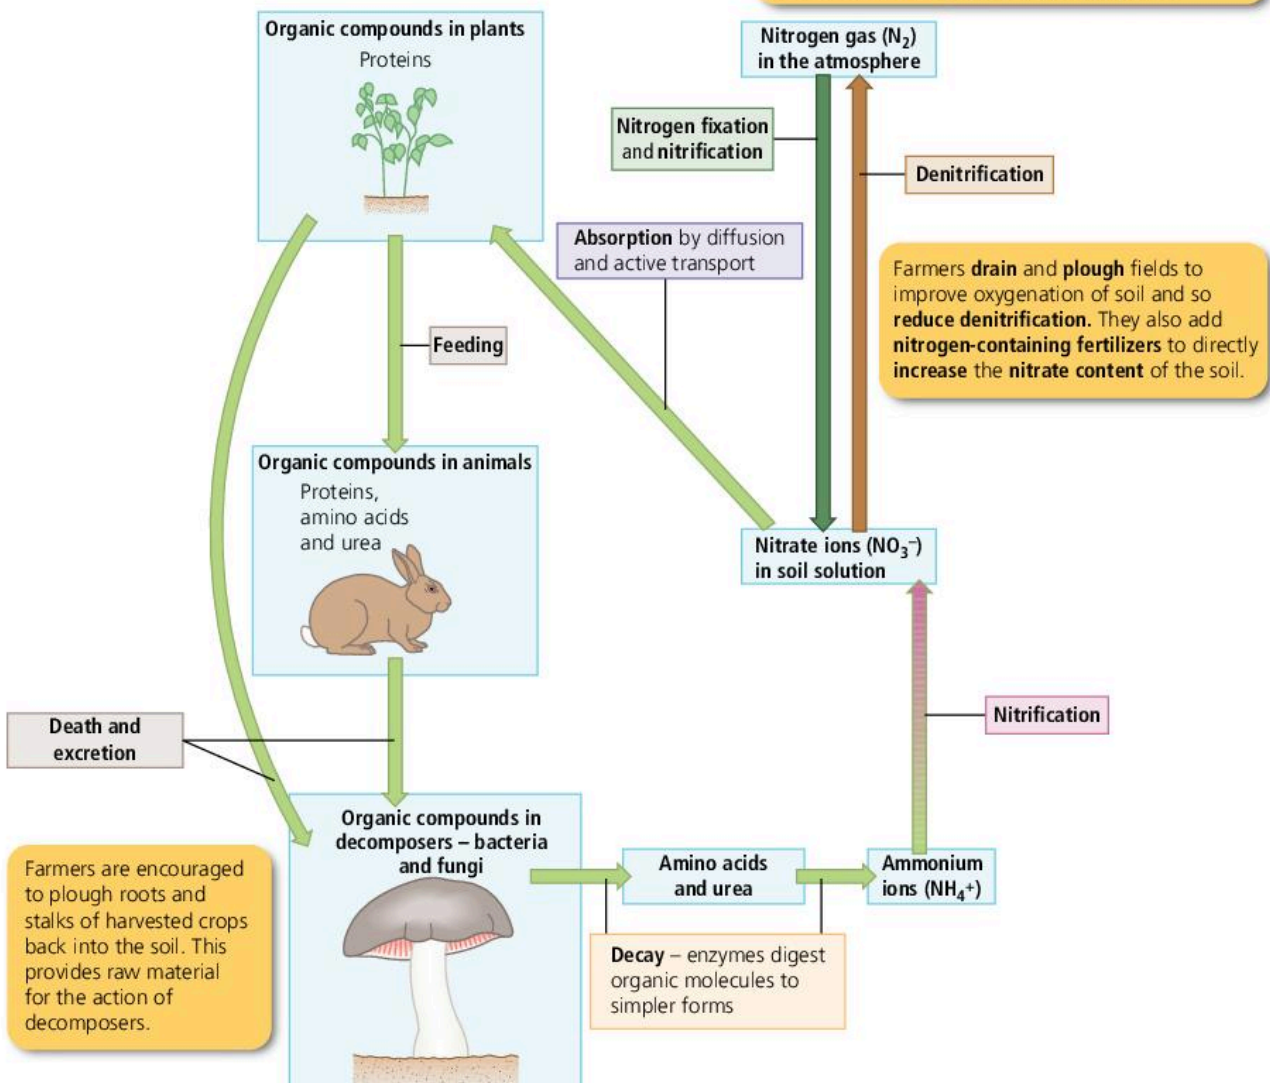 Organic compounds in plants
Proteins
Nitrogen gas (N₂)
in the atmosphere
Nitrogen fixation
and nitrification
Denitrification
Absorption by diffusion
and active transport
Farmers drain and plough fields to
improve oxygenation of soil and so
reduce denitrification. They also add
nitrogen-containing fertilizers to directly
increase the nitrate content of the soil.
Feeding
Organic compounds in animals
Proteins,
amino acids
and urea
Nitrate ions (NO₃⁻)
in soil solution
Death and
excretion
Nitrification
Organic compounds in
decomposers – bacteria
and fungi
Amino acids
and urea
Ammonium
ions (NH₄⁺)
Farmers are encouraged
to plough roots and
stalks of harvested crops
back into the soil. This
provides raw material
for the action of
decomposers.
Decay – enzymes digest
organic molecules to
simpler forms